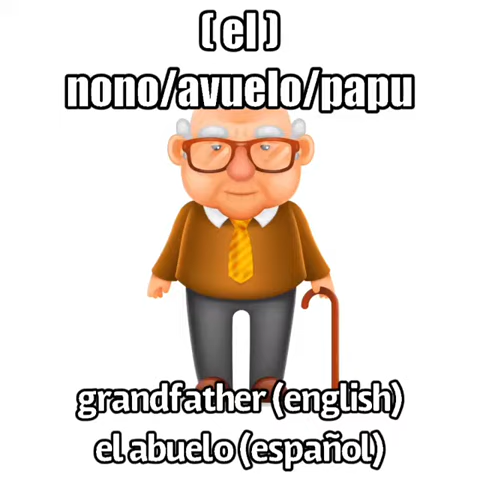 ( el )
nono/avuelo/papu
grandfather (english)
el abuelo (español)